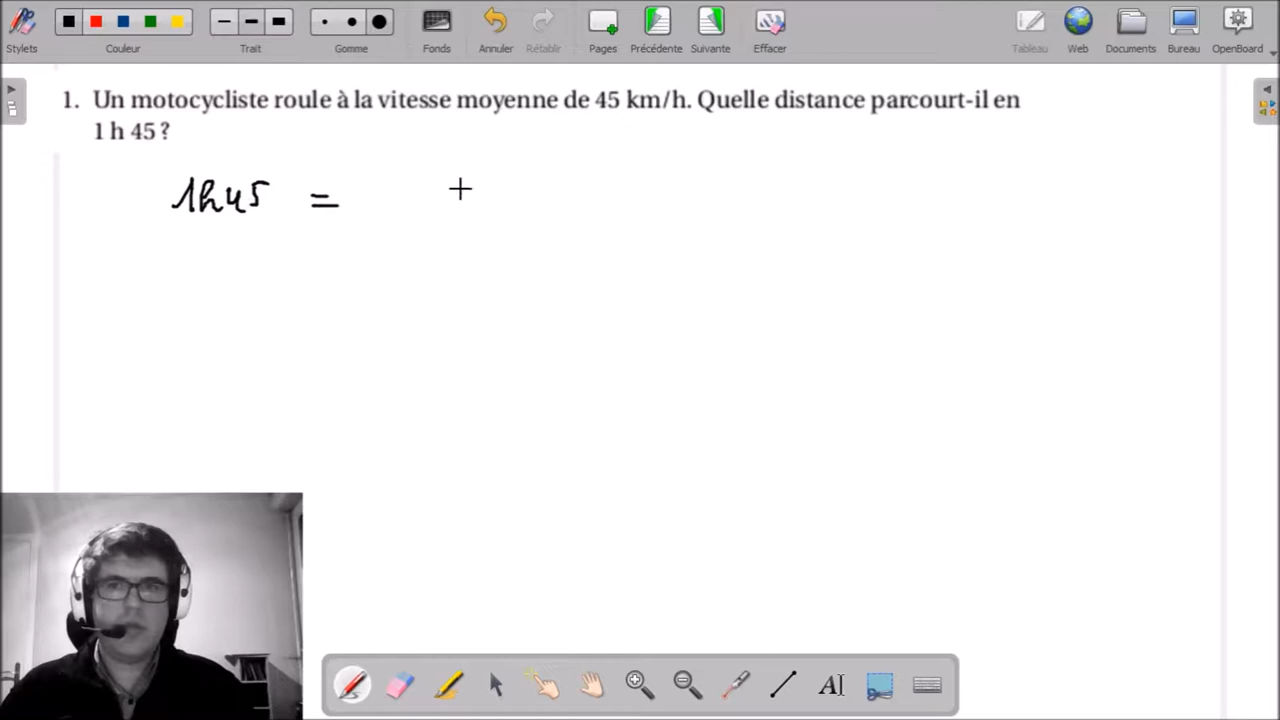 Stylets
Couleur
Trait
Gomme
Fonds
Annuler
Rétablir
Pages
Précédente
Suivante
Effacer
Tableau
Web
Documents
Bureau
OpenBoard
1. Un motocycliste roule à la vitesse moyenne de 45 km/h. Quelle distance parcourt-il en
1 h 45 ?
1h45 =
AI